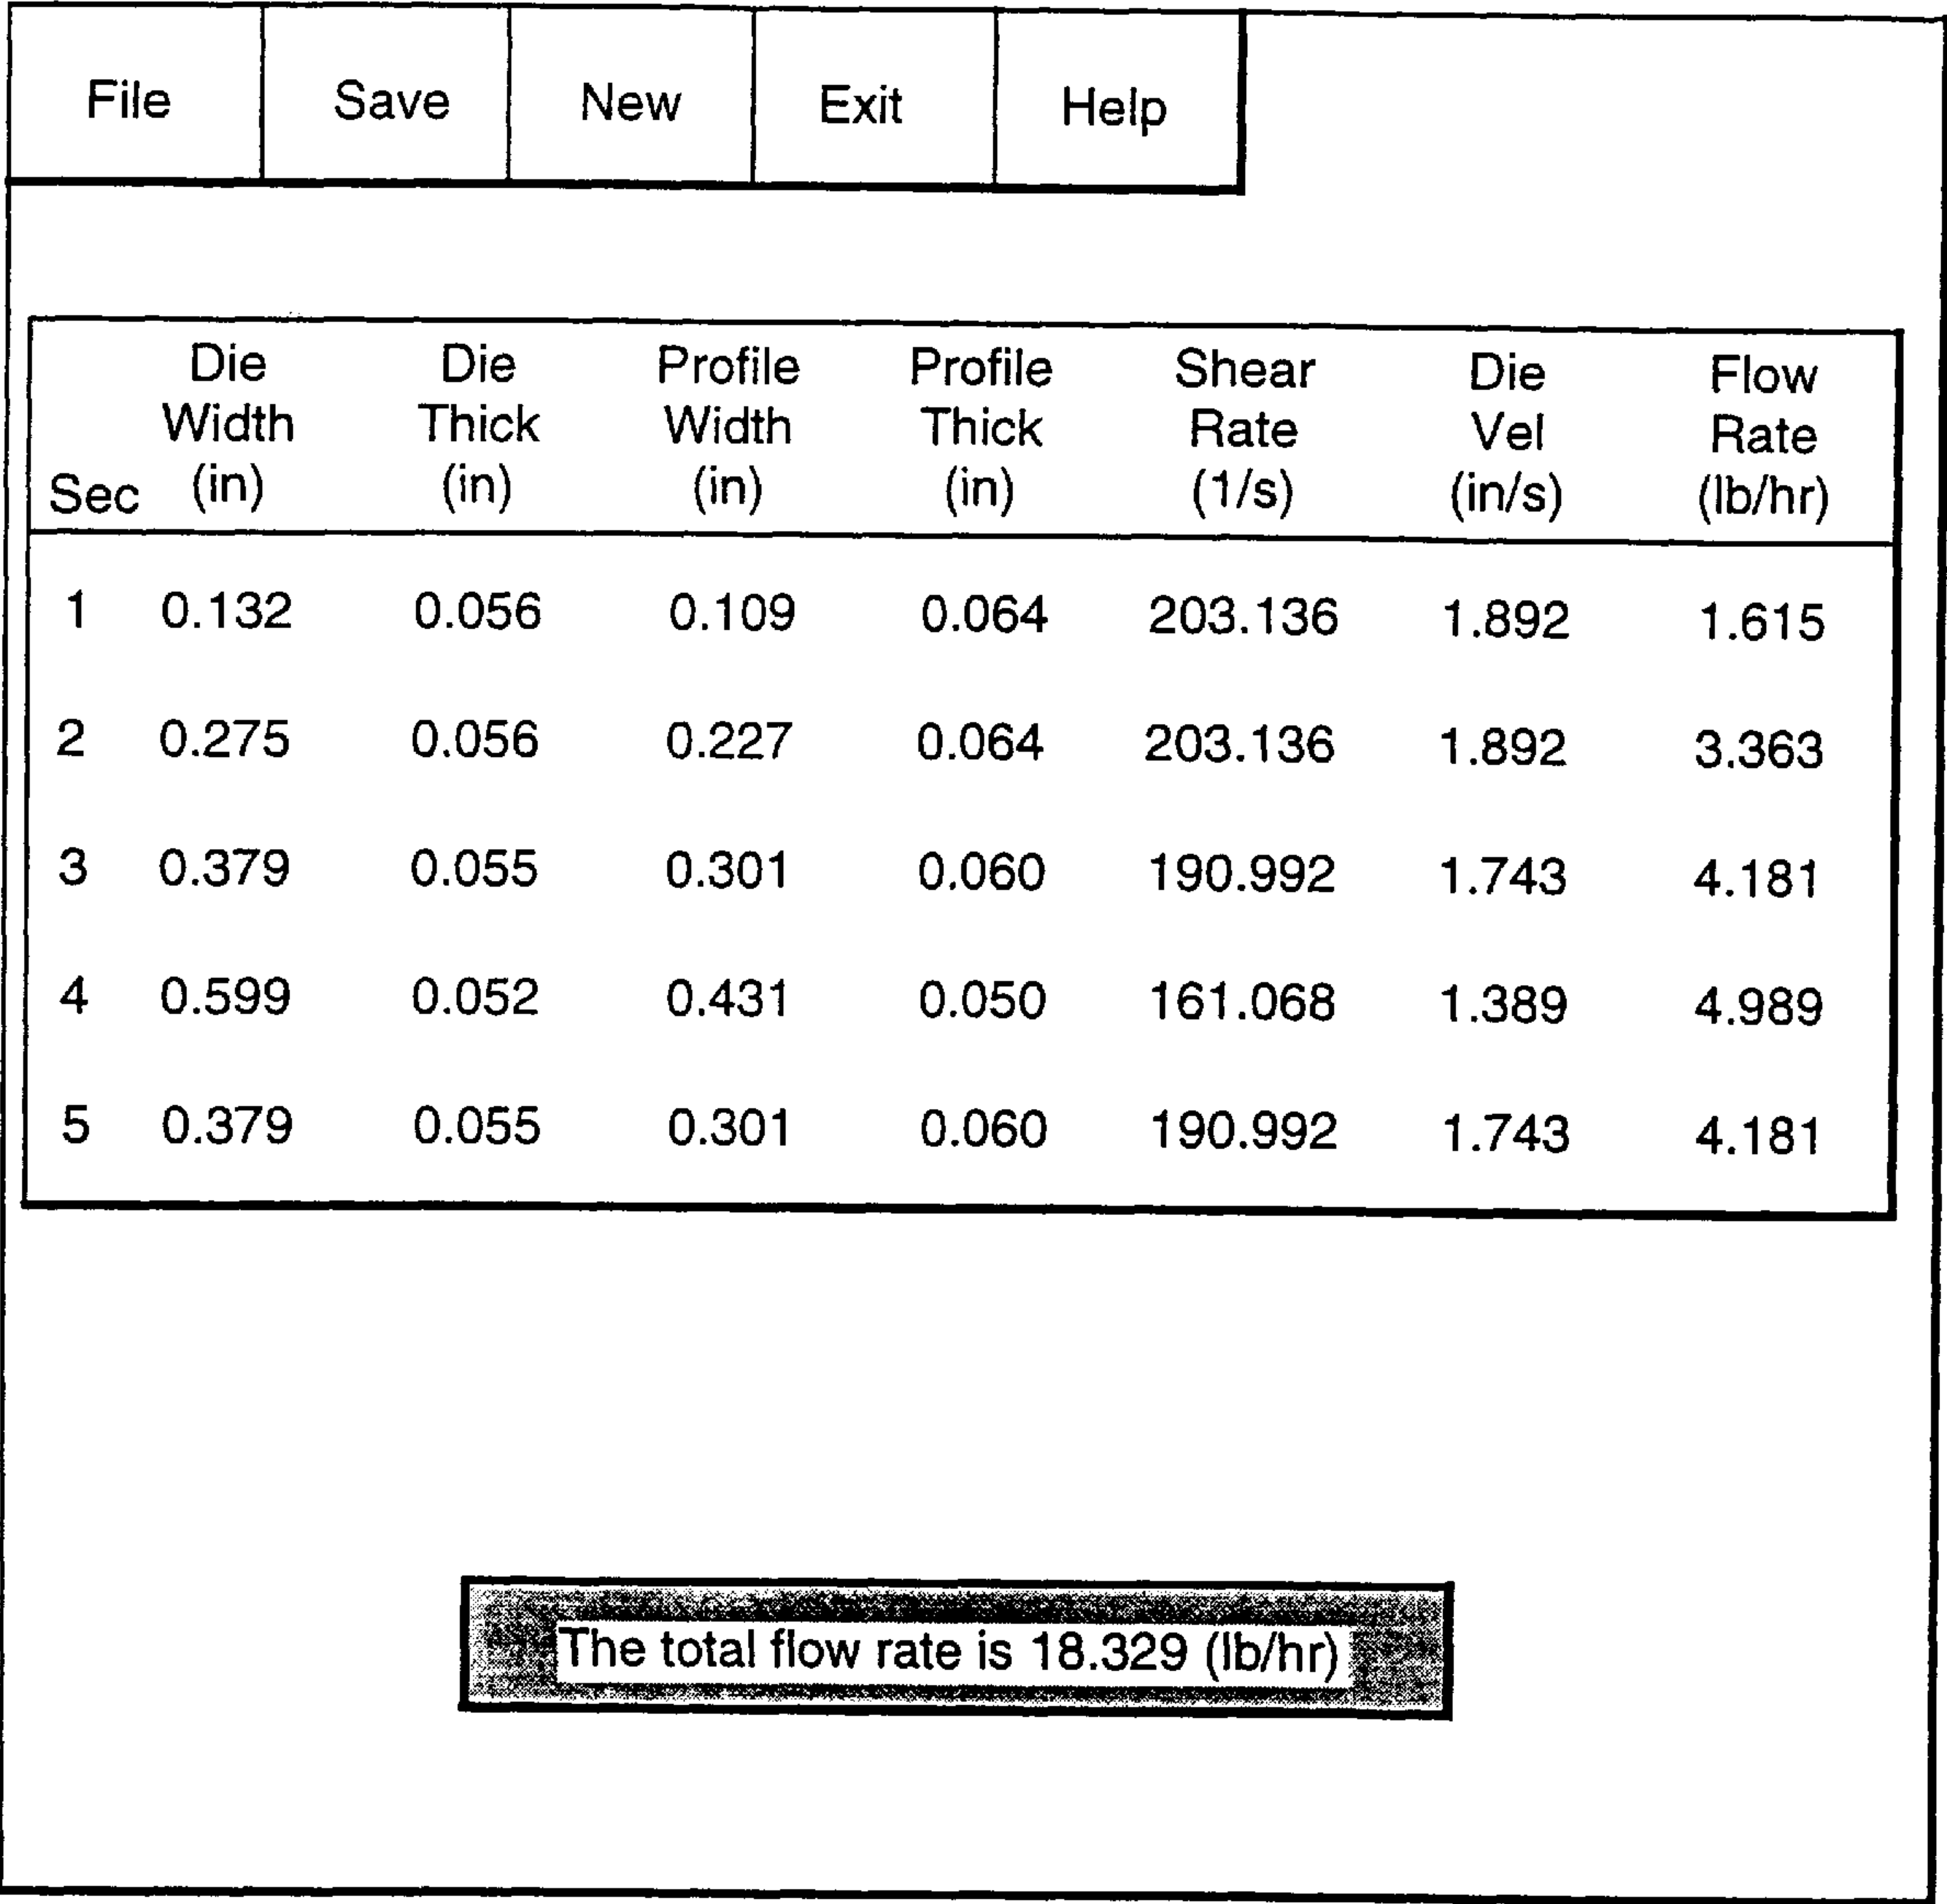 File Save New Exit Help
Die Die Profile Profile Shear Die Flow
Width Thick Width Thick Rate Vel Rate
Sec (in) (in) (in) (in) (1/s) (in/s) (lb/hr)
1 0.132 0.056 0.109 0.064 203.136 1.892 1.615
2 0.275 0.056 0.227 0.064 203.136 1.892 3.363
3 0.379 0.055 0.301 0.060 190.992 1.743 4.181
4 0.599 0.052 0.431 0.050 161.068 1.389 4.989
5 0.379 0.055 0.301 0.060 190.992 1.743 4.181
The total flow rate is 18.329 (lb/hr)